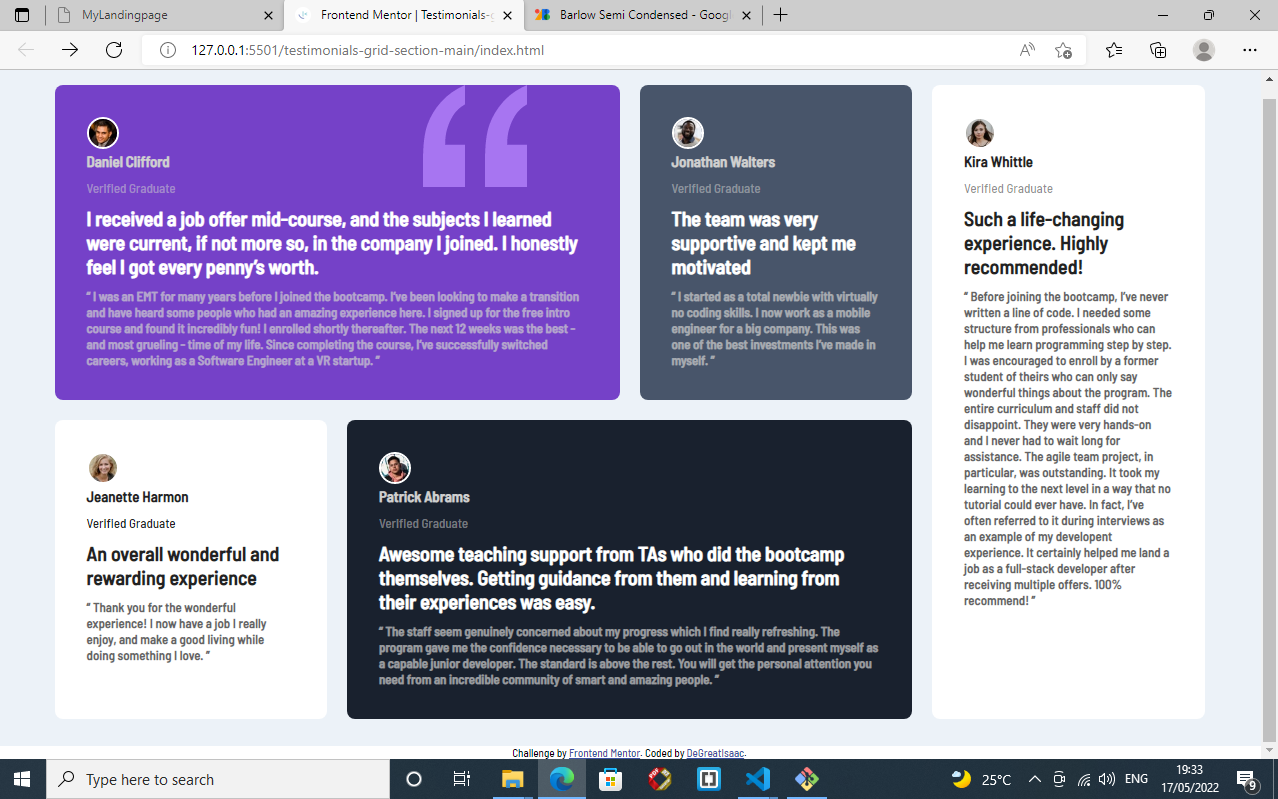 MyLandingpage
Frontend Mentor | Testimonials-g
Barlow Semi Condensed - Googl
127.0.0.1:5501/testimonials-grid-section-main/index.html
Daniel Clifford
Verified Graduate
I received a job offer mid-course, and the subjects I learned
were current, if not more so, in the company I joined. I honestly
feel I got every penny’s worth.
“ I was an EMT for many years before I joined the bootcamp. I’ve been looking to make a transition
and have heard some people who had an amazing experience here. I signed up for the free intro
course and found it incredibly fun! I enrolled shortly thereafter. The next 12 weeks was the best -
and most grueling - time of my life. Since completing the course, I’ve successfully switched
careers, working as a Software Engineer at a VR startup. ”
Jonathan Walters
Verified Graduate
The team was very
supportive and kept me
motivated
“ I started as a total newbie with virtually
no coding skills. I now work as a mobile
engineer for a big company. This was
one of the best investments I’ve made in
myself. ”
Kira Whittle
Verified Graduate
Such a life-changing
experience. Highly
recommended!
“ Before joining the bootcamp, I’ve never
written a line of code. I needed some
structure from professionals who can
help me learn programming step by step.
I was encouraged to enroll by a former
student of theirs who can only say
wonderful things about the program. The
entire curriculum and staff did not
disappoint. They were very hands-on
and I never had to wait long for
assistance. The agile team project, in
particular, was outstanding. It took my
learning to the next level in a way that no
tutorial could ever have. In fact, I’ve
often referred to it during interviews as
an example of my developent
experience. It certainly helped me land a
job as a full-stack developer after
receiving multiple offers. 100%
recommend! ”
Jeanette Harmon
Verified Graduate
An overall wonderful and
rewarding experience
“ Thank you for the wonderful
experience! I now have a job I really
enjoy, and make a good living while
doing something I love. ”
Patrick Abrams
Verified Graduate
Awesome teaching support from TAs who did the bootcamp
themselves. Getting guidance from them and learning from
their experiences was easy.
“ The staff seem genuinely concerned about my progress which I find really refreshing. The
program gave me the confidence necessary to be able to go out in the world and present myself as
a capable junior developer. The standard is above the rest. You will get the personal attention you
need from an incredible community of smart and amazing people. ”
Challenge by Frontend Mentor. Coded by DeGreatIsaac.
Type here to search
PDF
25°C
ENG
19:33
17/05/2022
9